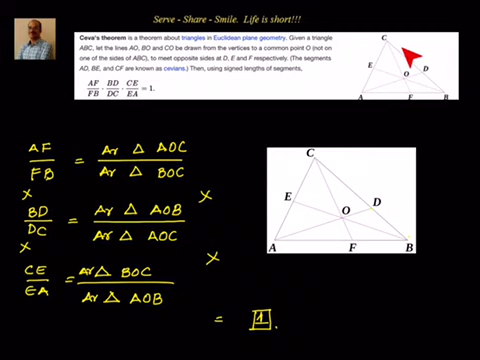 Serve - Share - Smile. Life is short!!!
Ceva's theorem is a theorem about triangles in Euclidean plane geometry. Given a triangle
ABC, let the lines AO, BO and CO be drawn from the vertices to a common point O (not on
one of the sides of ABC), to meet opposite sides at D, E and F respectively. (The segments
AD, BE, and CF are known as cevians.) Then, using signed lengths of segments,
AF/FB · BD/DC · CE/EA = 1.
C
E
D
O
A
F
B
AF/FB = Ar △ AOC / Ar △ BOC
× ×
BD/DC = Ar △ AOB / Ar △ AOC
× ×
CE/EA = Ar △ BOC / Ar △ AOB
= 1.
C
E
D
O
A
F
B